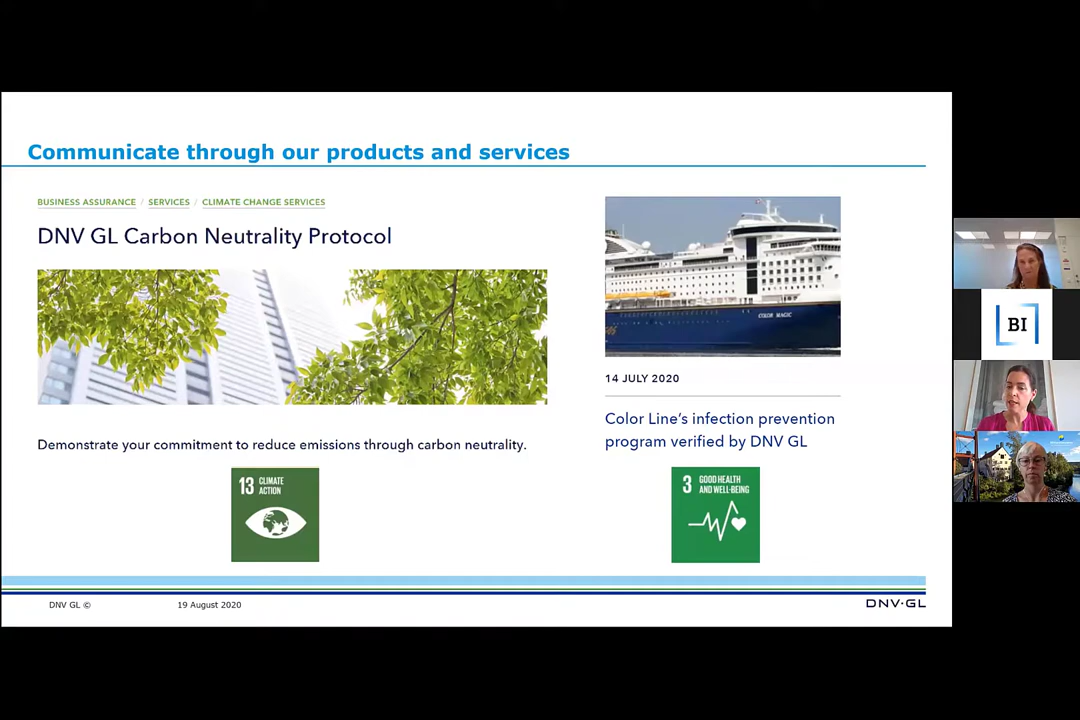 Communicate through our products and services
BUSINESS ASSURANCE / SERVICES / CLIMATE CHANGE SERVICES
DNV GL Carbon Neutrality Protocol
Demonstrate your commitment to reduce emissions through carbon neutrality.
13 CLIMATE
ACTION
COLOR MAGIC
14 JULY 2020
Color Line's infection prevention
program verified by DNV GL
3 GOOD HEALTH
AND WELL-BEING
DNV GL ©
19 August 2020
DNV·GL
BI